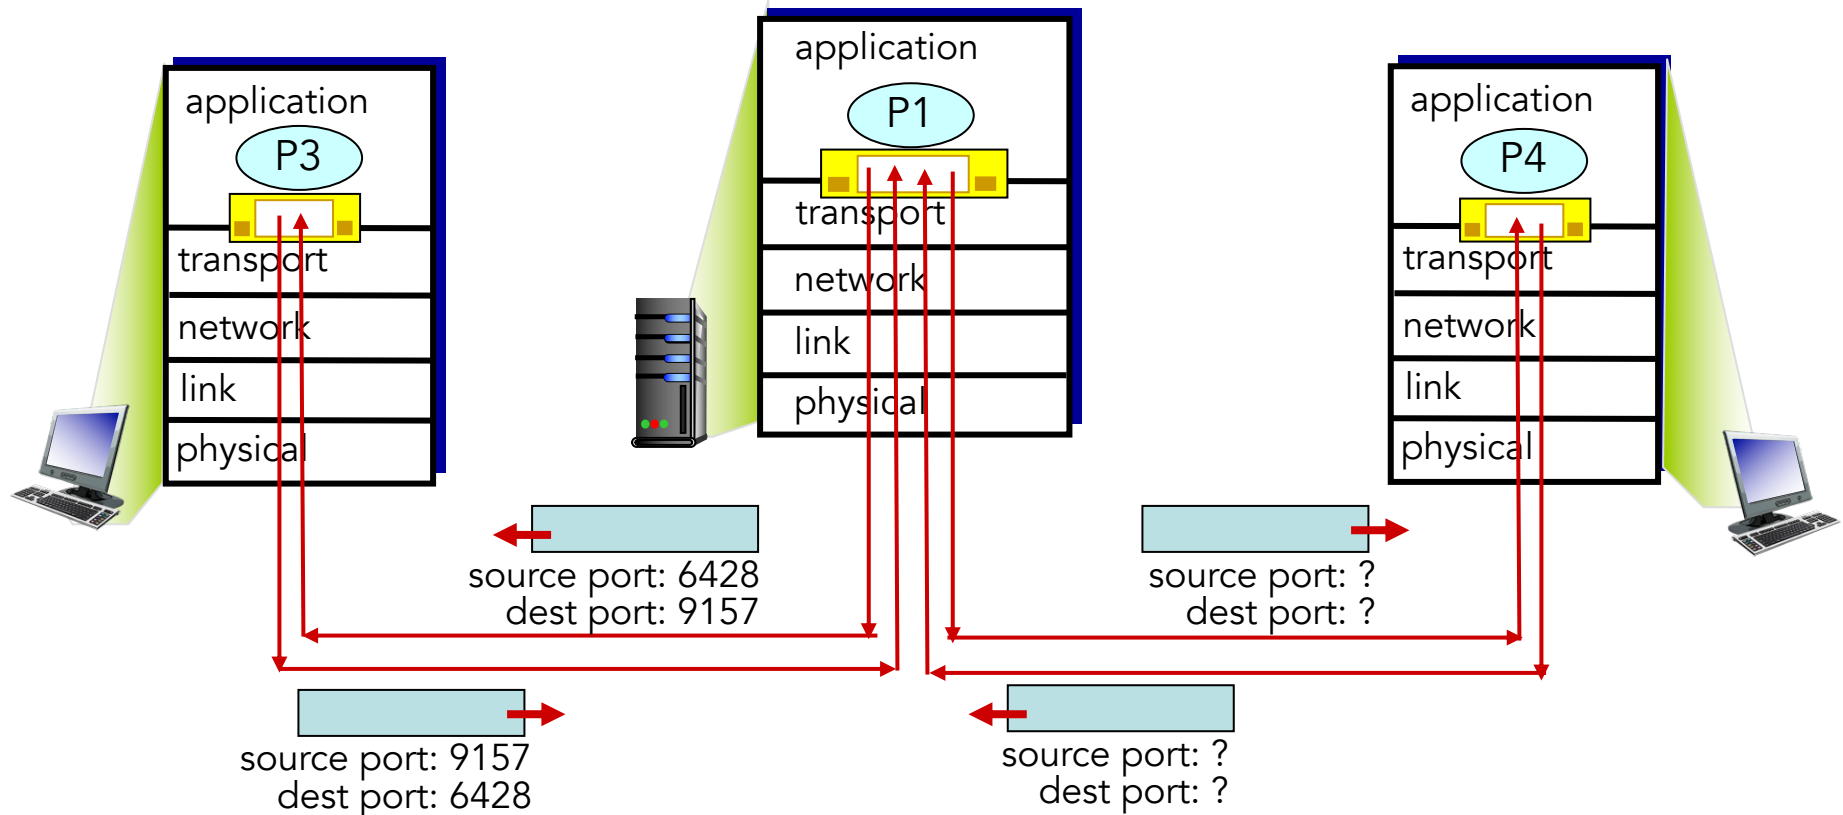 application
P3
transport
network
link
physical
application
P1
transport
network
link
physical
application
P4
transport
network
link
physical
source port: 6428
dest port: 9157
source port: ?
dest port: ?
source port: 9157
dest port: 6428
source port: ?
dest port: ?